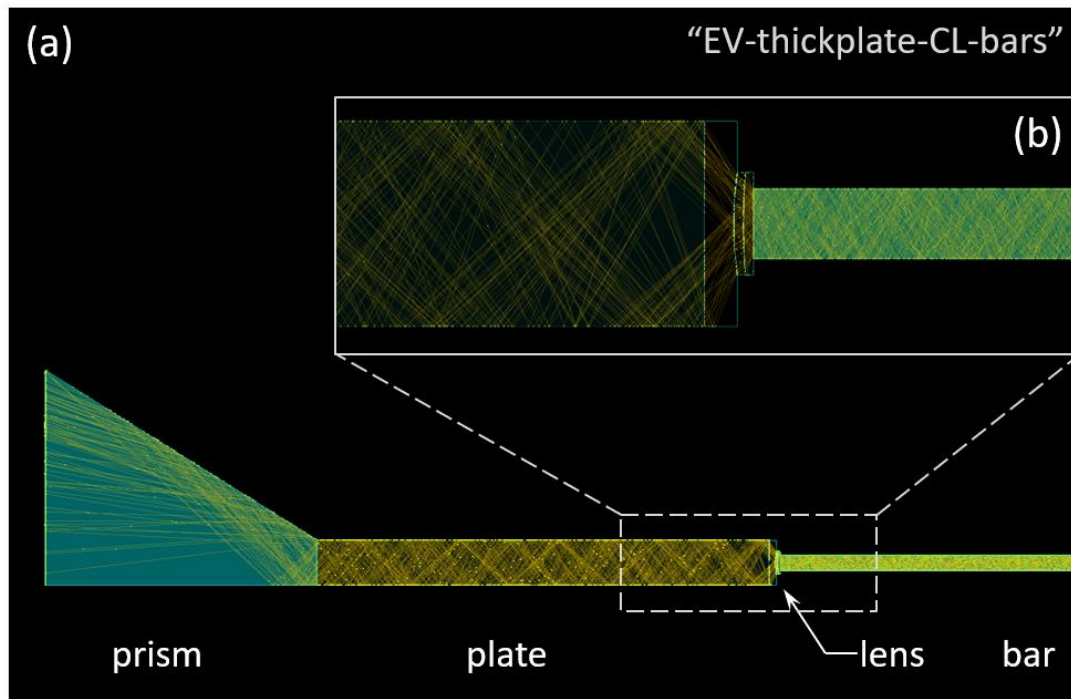 (a)
“EV-thickplate-CL-bars”
(b)
prism
plate
lens
bar